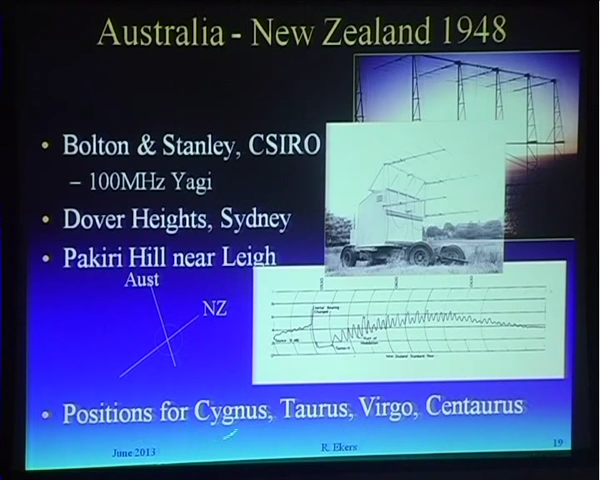 Australia - New Zealand 1948
• Bolton & Stanley, CSIRO
– 100MHz Yagi
• Dover Heights, Sydney
• Pakiri Hill near Leigh
Aust
NZ
• Positions for Cygnus, Taurus, Virgo, Centaurus
June 2013
R. Ekers
19